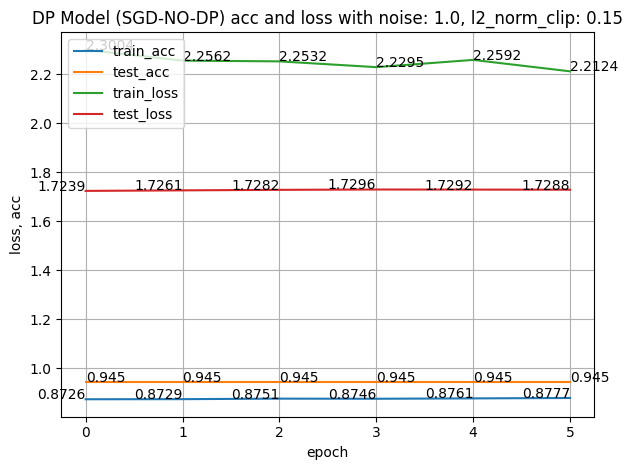 DP Model (SGD-NO-DP) acc and loss with noise: 1.0, l2_norm_clip: 0.15
train_acc
test_acc
train_loss
test_loss
2.3004 2.2562 2.2532 2.2295 2.2592 2.2124
1.7239 1.7261 1.7282 1.7296 1.7292 1.7288
0.945 0.945 0.945 0.945 0.945 0.945
0.8726 0.8729 0.8751 0.8746 0.8761 0.8777
2.2
2.0
1.8
1.6
1.4
1.2
1.0
loss, acc
0 1 2 3 4 5
epoch